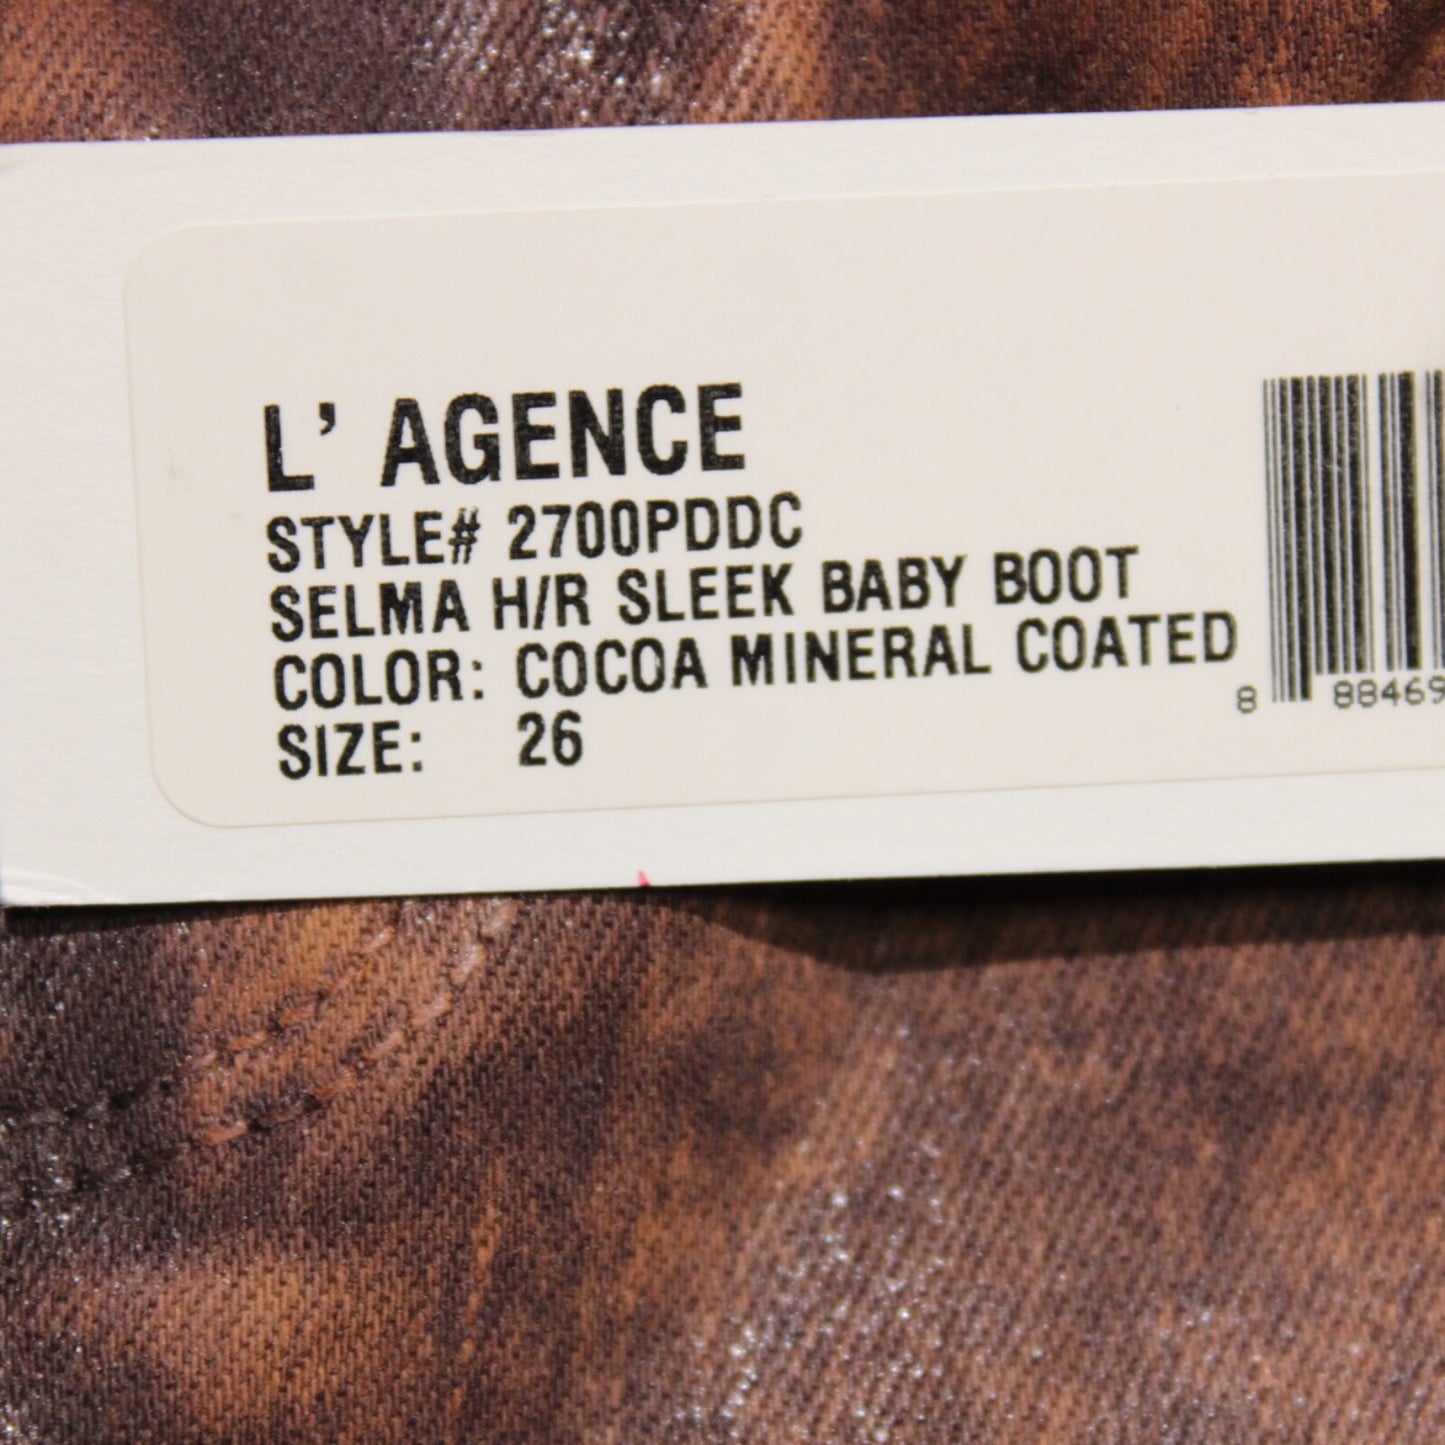 L' AGENCE
STYLE# 2700PDDC
SELMA H/R SLEEK BABY BOOT
COLOR: COCOA MINERAL COATED
SIZE: 26
8 88469